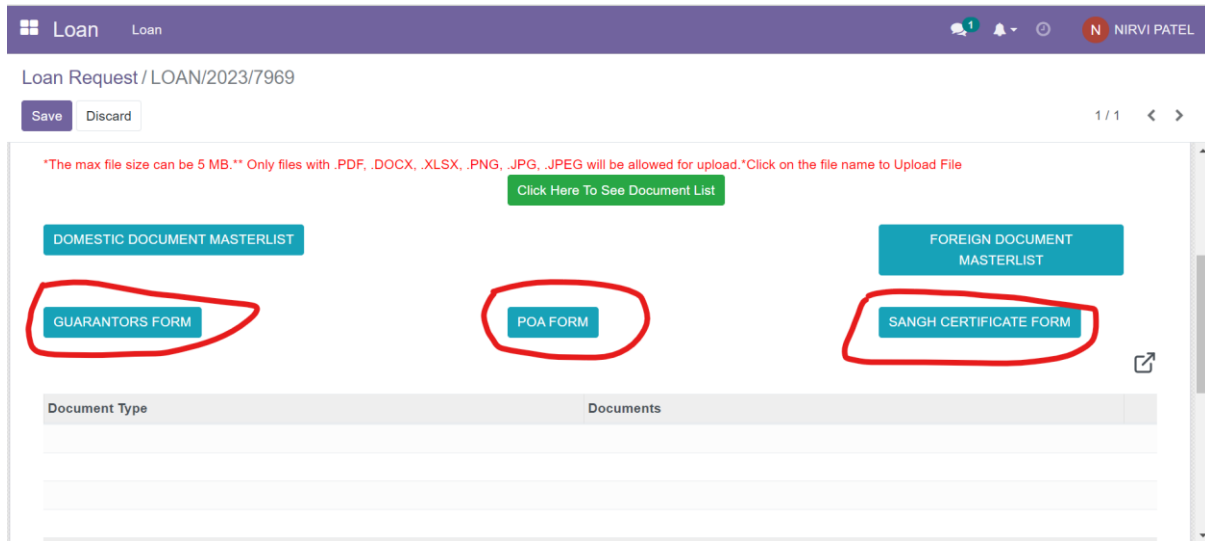 Loan Loan 1 N NIRVI PATEL
Loan Request / LOAN/2023/7969
Save Discard 1 / 1
*The max file size can be 5 MB.** Only files with .PDF, .DOCX, .XLSX, .PNG, .JPG, .JPEG will be allowed for upload.*Click on the file name to Upload File
Click Here To See Document List
DOMESTIC DOCUMENT MASTERLIST
FOREIGN DOCUMENT
MASTERLIST
GUARANTORS FORM POA FORM SANGH CERTIFICATE FORM
Document Type Documents